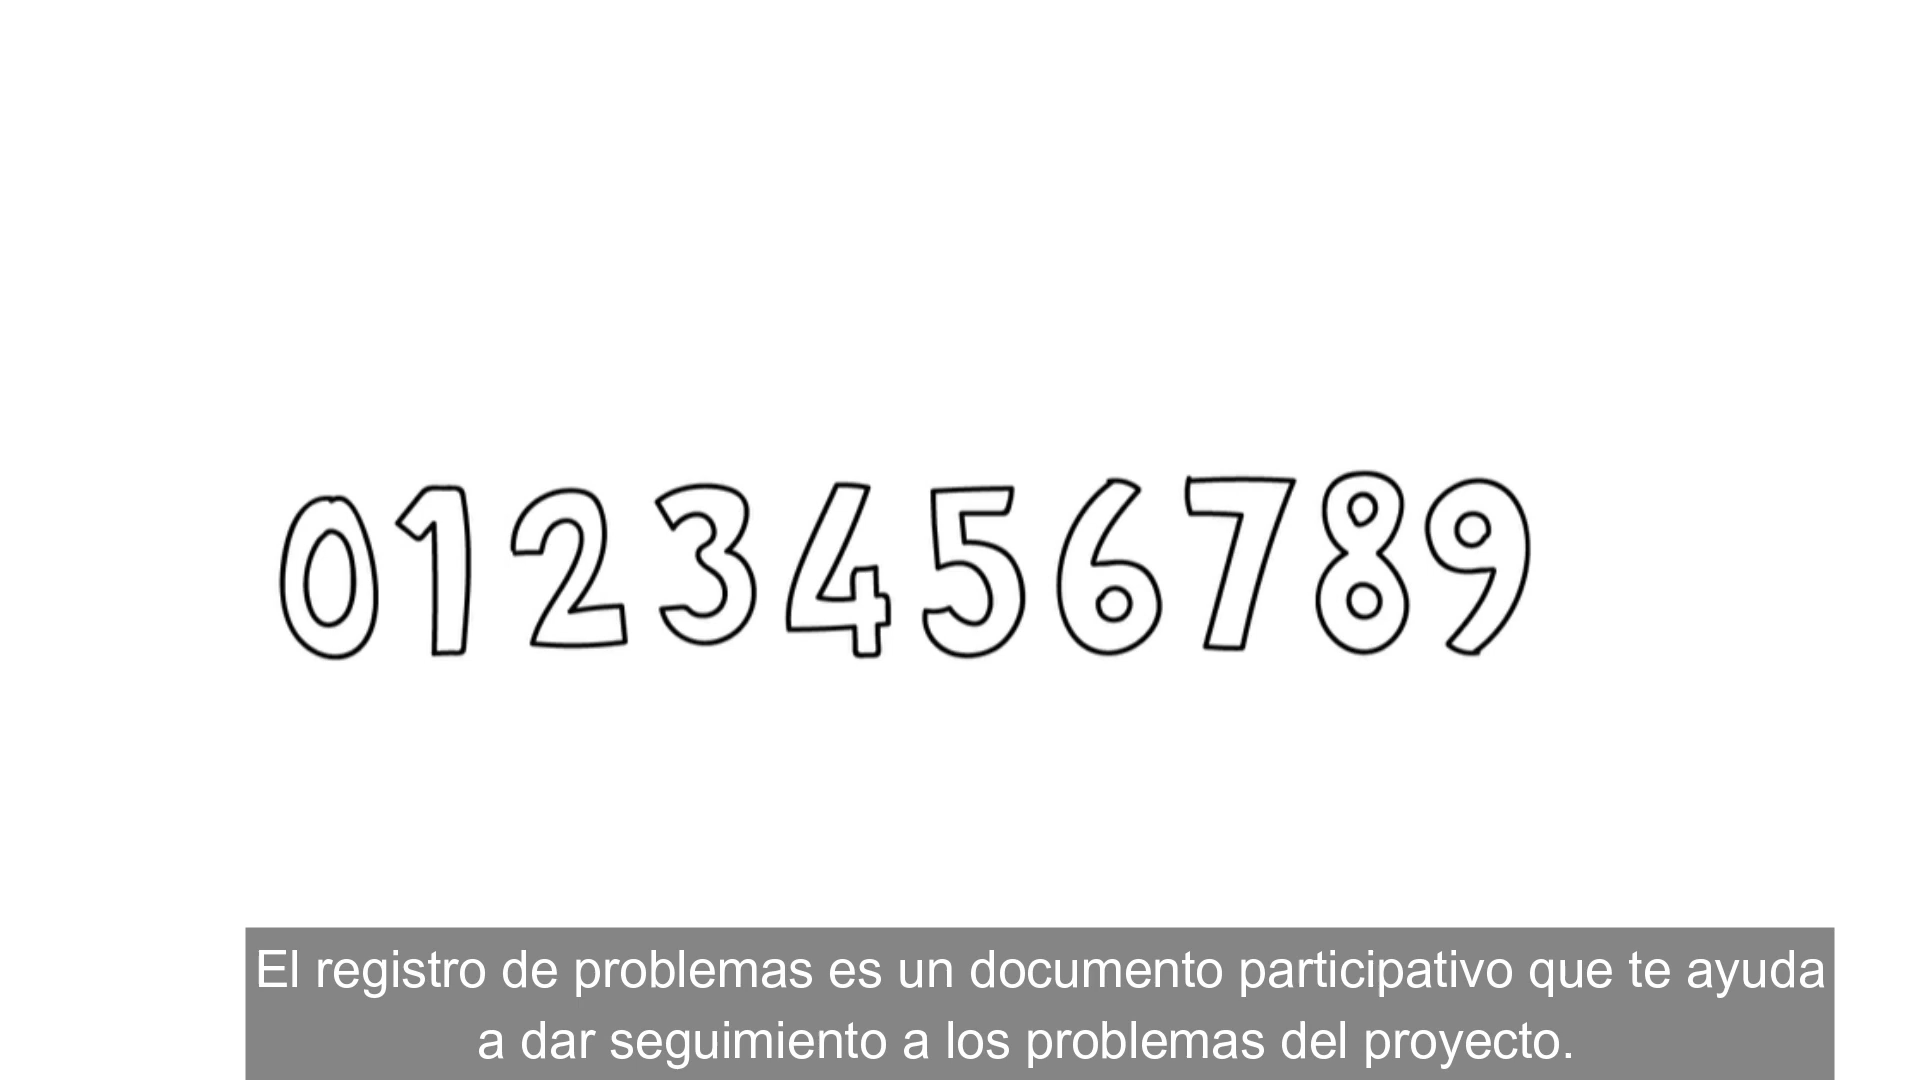 0123456789
El registro de problemas es un documento participativo que te ayuda
a dar seguimiento a los problemas del proyecto.